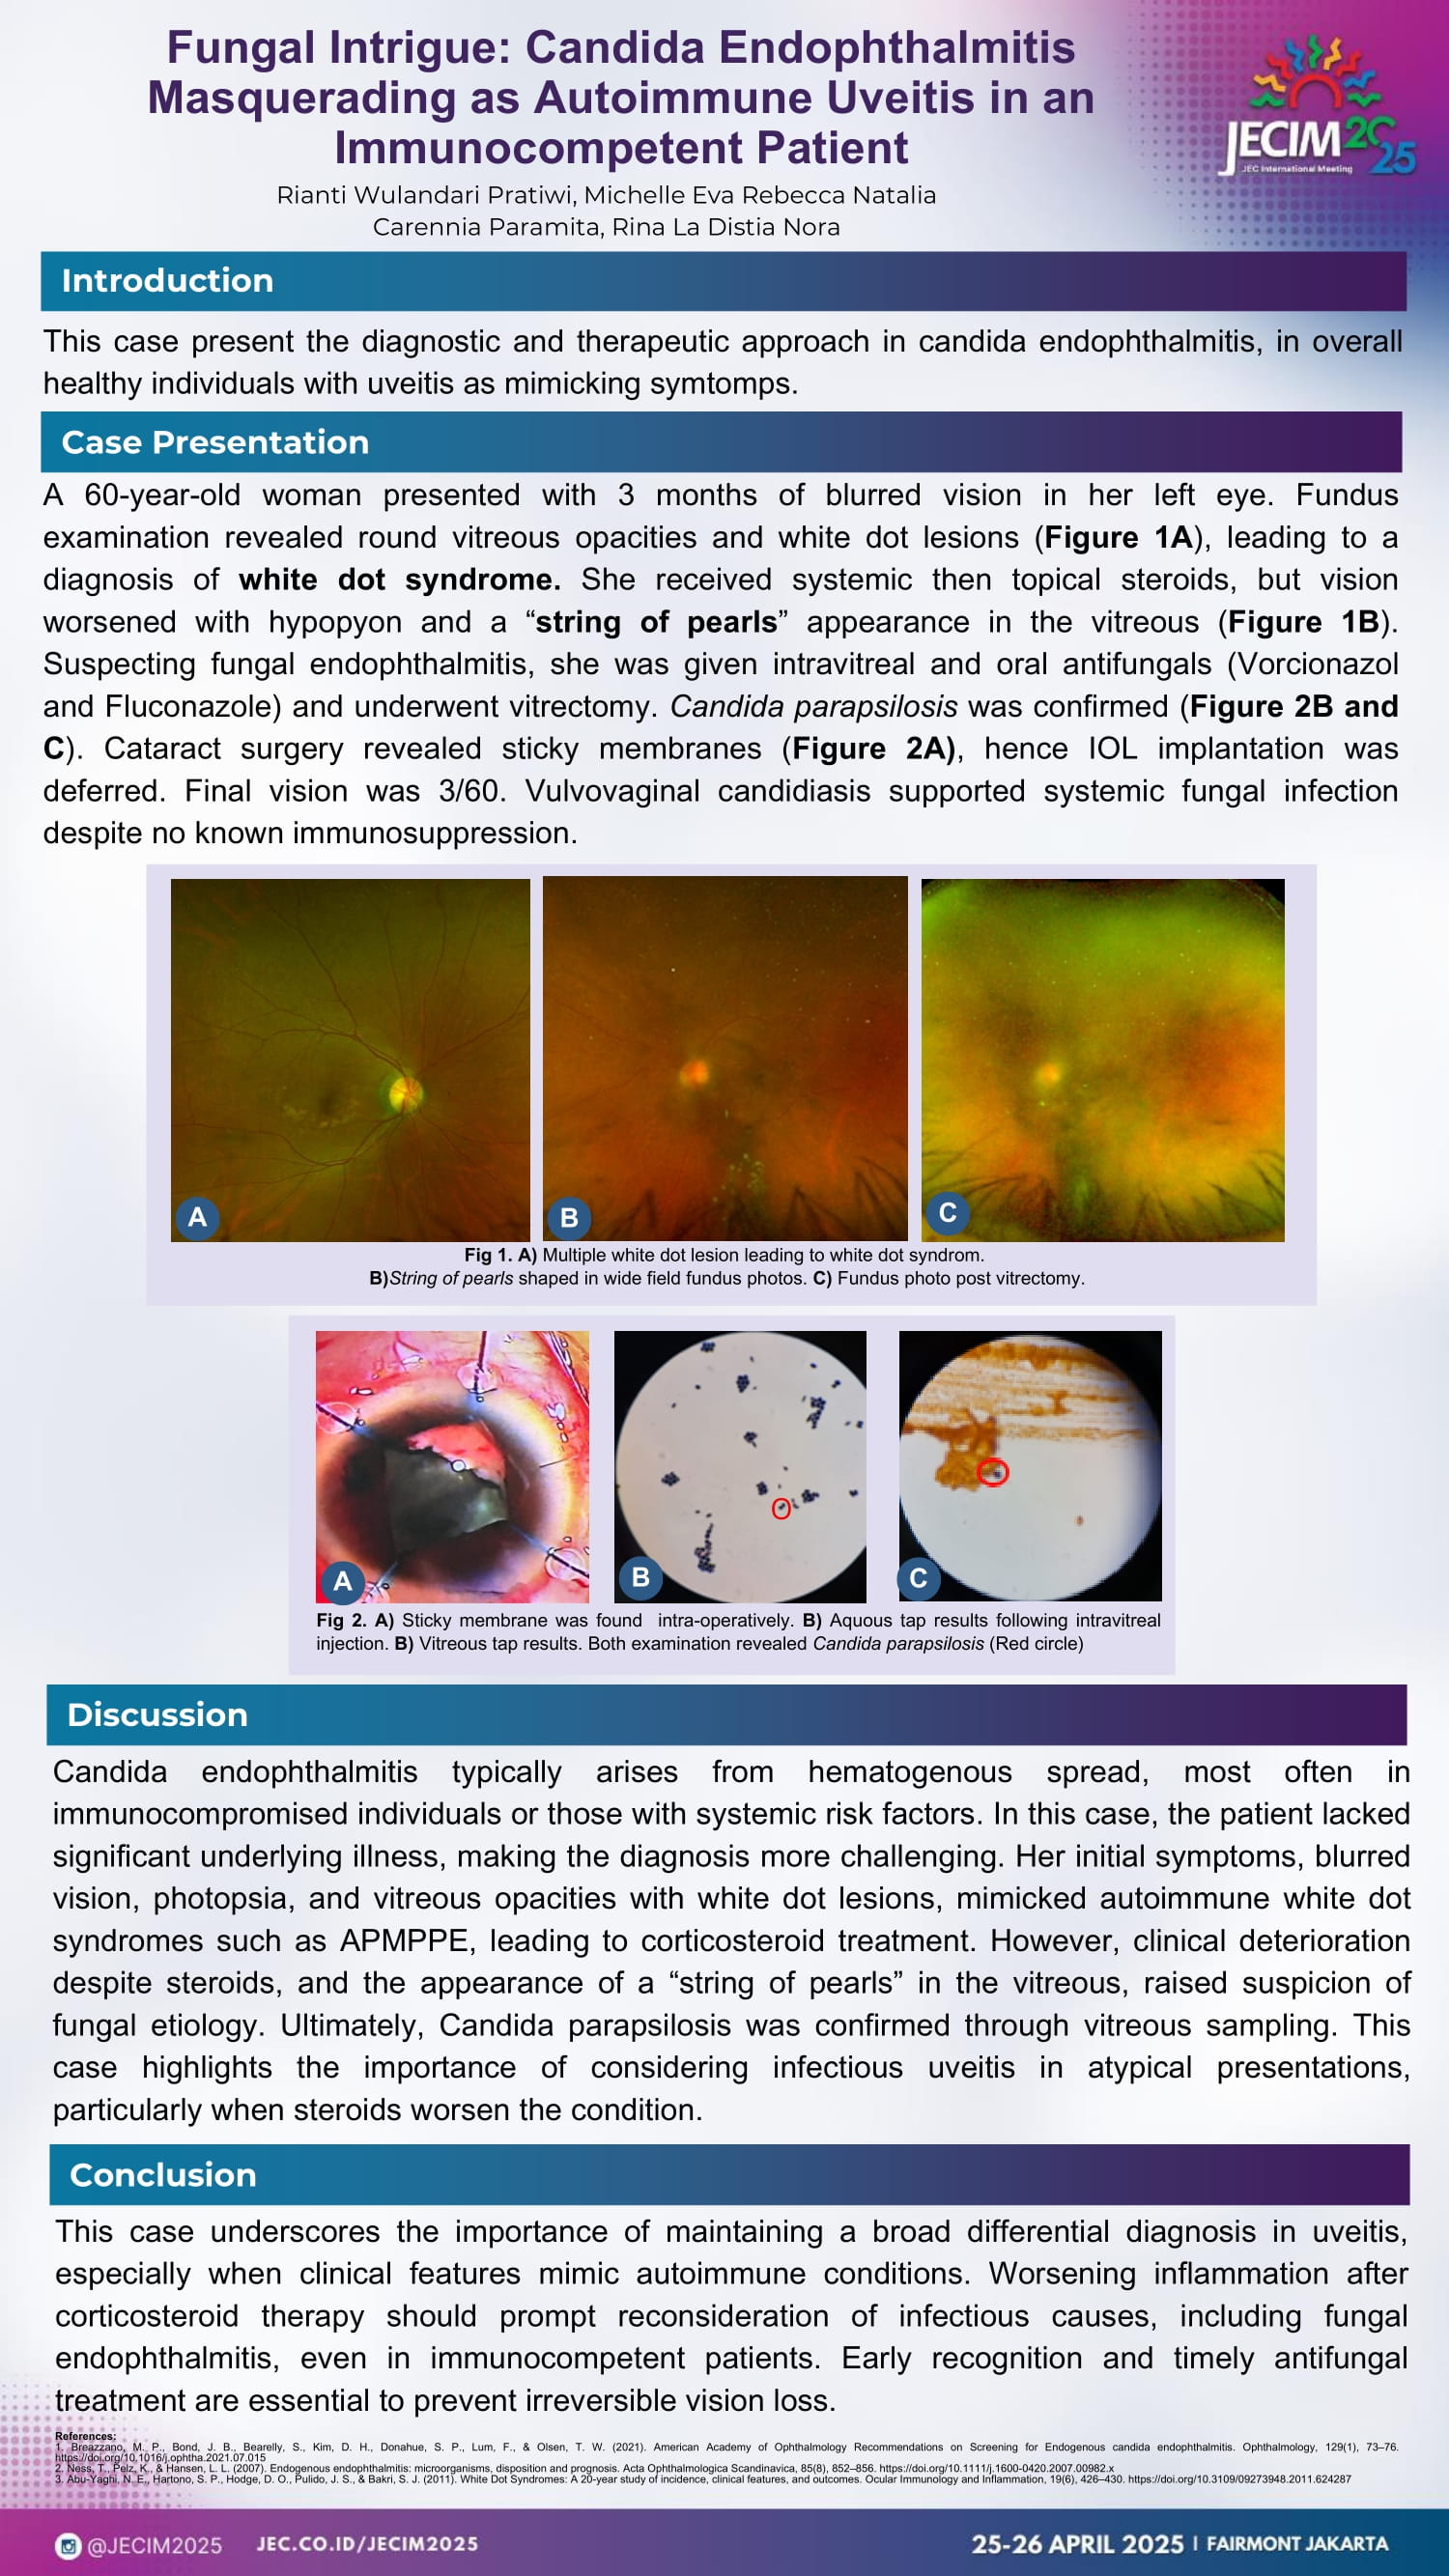 Fungal Intrigue: Candida Endophthalmitis
Masquerading as Autoimmune Uveitis in an
Immunocompetent Patient
Rianti Wulandari Pratiwi, Michelle Eva Rebecca Natalia
Carennia Paramita, Rina La Distia Nora
JECIM 2025
JEC International Meeting
Introduction
This case present the diagnostic and therapeutic approach in candida endophthalmitis, in overall
healthy individuals with uveitis as mimicking symtomps.
Case Presentation
A 60-year-old woman presented with 3 months of blurred vision in her left eye. Fundus
examination revealed round vitreous opacities and white dot lesions (Figure 1A), leading to a
diagnosis of white dot syndrome. She received systemic then topical steroids, but vision
worsened with hypopyon and a “string of pearls” appearance in the vitreous (Figure 1B).
Suspecting fungal endophthalmitis, she was given intravitreal and oral antifungals (Vorcionazol
and Fluconazole) and underwent vitrectomy. Candida parapsilosis was confirmed (Figure 2B and
C). Cataract surgery revealed sticky membranes (Figure 2A), hence IOL implantation was
deferred. Final vision was 3/60. Vulvovaginal candidiasis supported systemic fungal infection
despite no known immunosuppression.
A
B
C
Fig 1. A) Multiple white dot lesion leading to white dot syndrom.
B)String of pearls shaped in wide field fundus photos. C) Fundus photo post vitrectomy.
A
B
C
Fig 2. A) Sticky membrane was found intra-operatively. B) Aquous tap results following intravitreal
injection. B) Vitreous tap results. Both examination revealed Candida parapsilosis (Red circle)
Discussion
Candida endophthalmitis typically arises from hematogenous spread, most often in
immunocompromised individuals or those with systemic risk factors. In this case, the patient lacked
significant underlying illness, making the diagnosis more challenging. Her initial symptoms, blurred
vision, photopsia, and vitreous opacities with white dot lesions, mimicked autoimmune white dot
syndromes such as APMPPE, leading to corticosteroid treatment. However, clinical deterioration
despite steroids, and the appearance of a “string of pearls” in the vitreous, raised suspicion of
fungal etiology. Ultimately, Candida parapsilosis was confirmed through vitreous sampling. This
case highlights the importance of considering infectious uveitis in atypical presentations,
particularly when steroids worsen the condition.
Conclusion
This case underscores the importance of maintaining a broad differential diagnosis in uveitis,
especially when clinical features mimic autoimmune conditions. Worsening inflammation after
corticosteroid therapy should prompt reconsideration of infectious causes, including fungal
endophthalmitis, even in immunocompetent patients. Early recognition and timely antifungal
treatment are essential to prevent irreversible vision loss.
References:
1. Breazzano, M. P., Bond, J. B., Bearelly, S., Kim, D. H., Donahue, S. P., Lum, F., & Olsen, T. W. (2021). American Academy of Ophthalmology Recommendations on Screening for Endogenous candida endophthalmitis. Ophthalmology, 129(1), 73–76.
https://doi.org/10.1016/j.ophtha.2021.07.015
2. Ness, T., Pelz, K., & Hansen, L. L. (2007). Endogenous endophthalmitis: microorganisms, disposition and prognosis. Acta Ophthalmologica Scandinavica, 85(8), 852–856. https://doi.org/10.1111/j.1600-0420.2007.00982.x
3. Abu-Yaghi, N. E., Hartono, S. P., Hodge, D. O., Pulido, J. S., & Bakri, S. J. (2011). White Dot Syndromes: A 20-year study of incidence, clinical features, and outcomes. Ocular Immunology and Inflammation, 19(6), 426–430. https://doi.org/10.3109/09273948.2011.624287
@JECIM2025 JEC.CO.ID/JECIM2025 25-26 APRIL 2025 | FAIRMONT JAKARTA